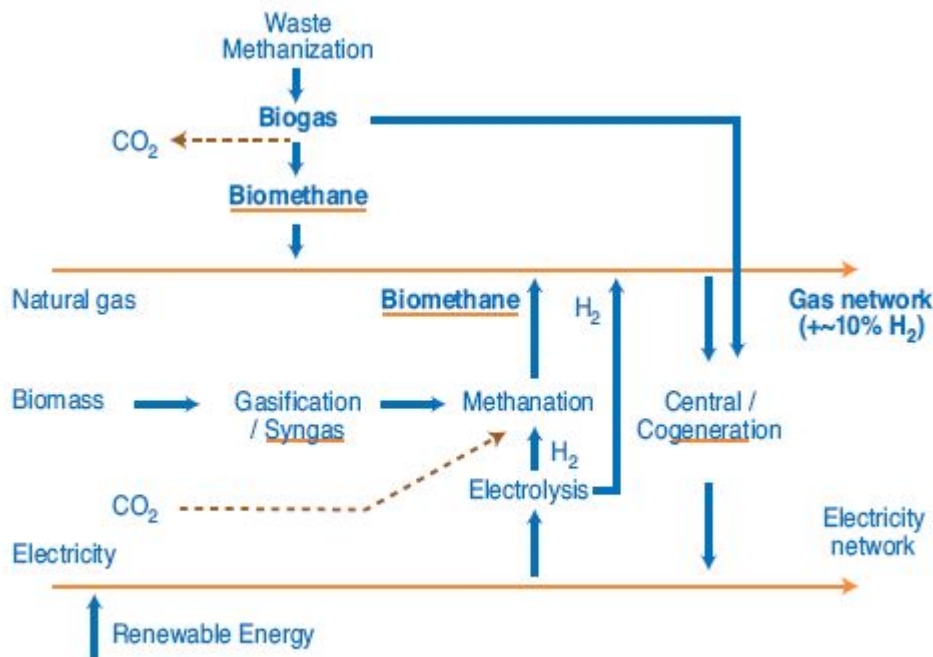 Waste
Methanization
Biogas
CO₂
Biomethane
Natural gas
Biomethane
H₂
Gas network
(+~10% H₂)
Biomass
Gasification
/ Syngas
Methanation
Central /
Cogeneration
H₂
Electrolysis
CO₂
Electricity
network
Electricity
Renewable Energy